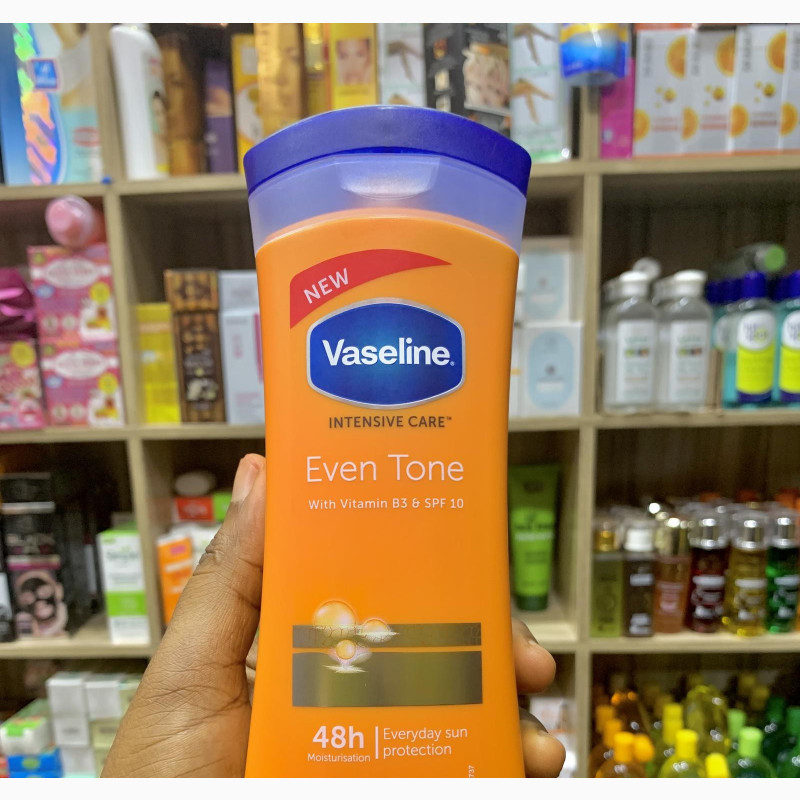 NEW
Vaseline.
INTENSIVE CARE™
Even Tone
With Vitamin B3 & SPF 10
48h
Moisturisation
Everyday sun
protection